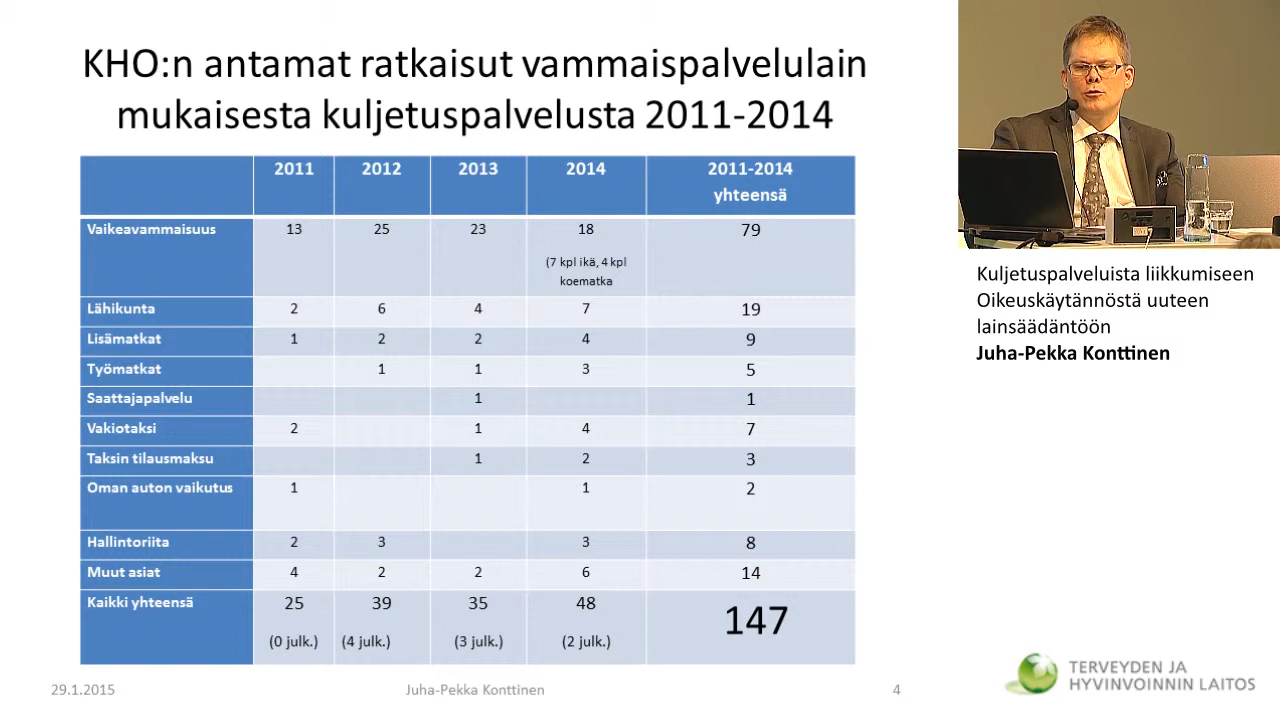 KHO:n antamat ratkaisut vammaispalvelulain
mukaisesta kuljetuspalvelusta 2011-2014
2011 2012 2013 2014 2011-2014
yhteensä
Vaikeavammaisuus 13 25 23 18 79
(7 kpl ikä, 4 kpl
koematka
Lähikunta 2 6 4 7 19
Lisämatkat 1 2 2 4 9
Työmatkat 1 1 3 5
Saattajapalvelu 1 1
Vakiotaksi 2 1 4 7
Taksin tilausmaksu 1 2 3
Oman auton vaikutus 1 1 2
Hallintoriita 2 3 3 8
Muut asiat 4 2 2 6 14
Kaikki yhteensä 25 39 35 48 147
(0 julk.) (4 julk.) (3 julk.) (2 julk.)
29.1.2015 Juha-Pekka Konttinen 4
Kuljetuspalveluista liikkumiseen
Oikeuskäytännöstä uuteen
lainsäädäntöön
Juha-Pekka Konttinen
TERVEYDEN JA
HYVINVOINNIN LAITOS